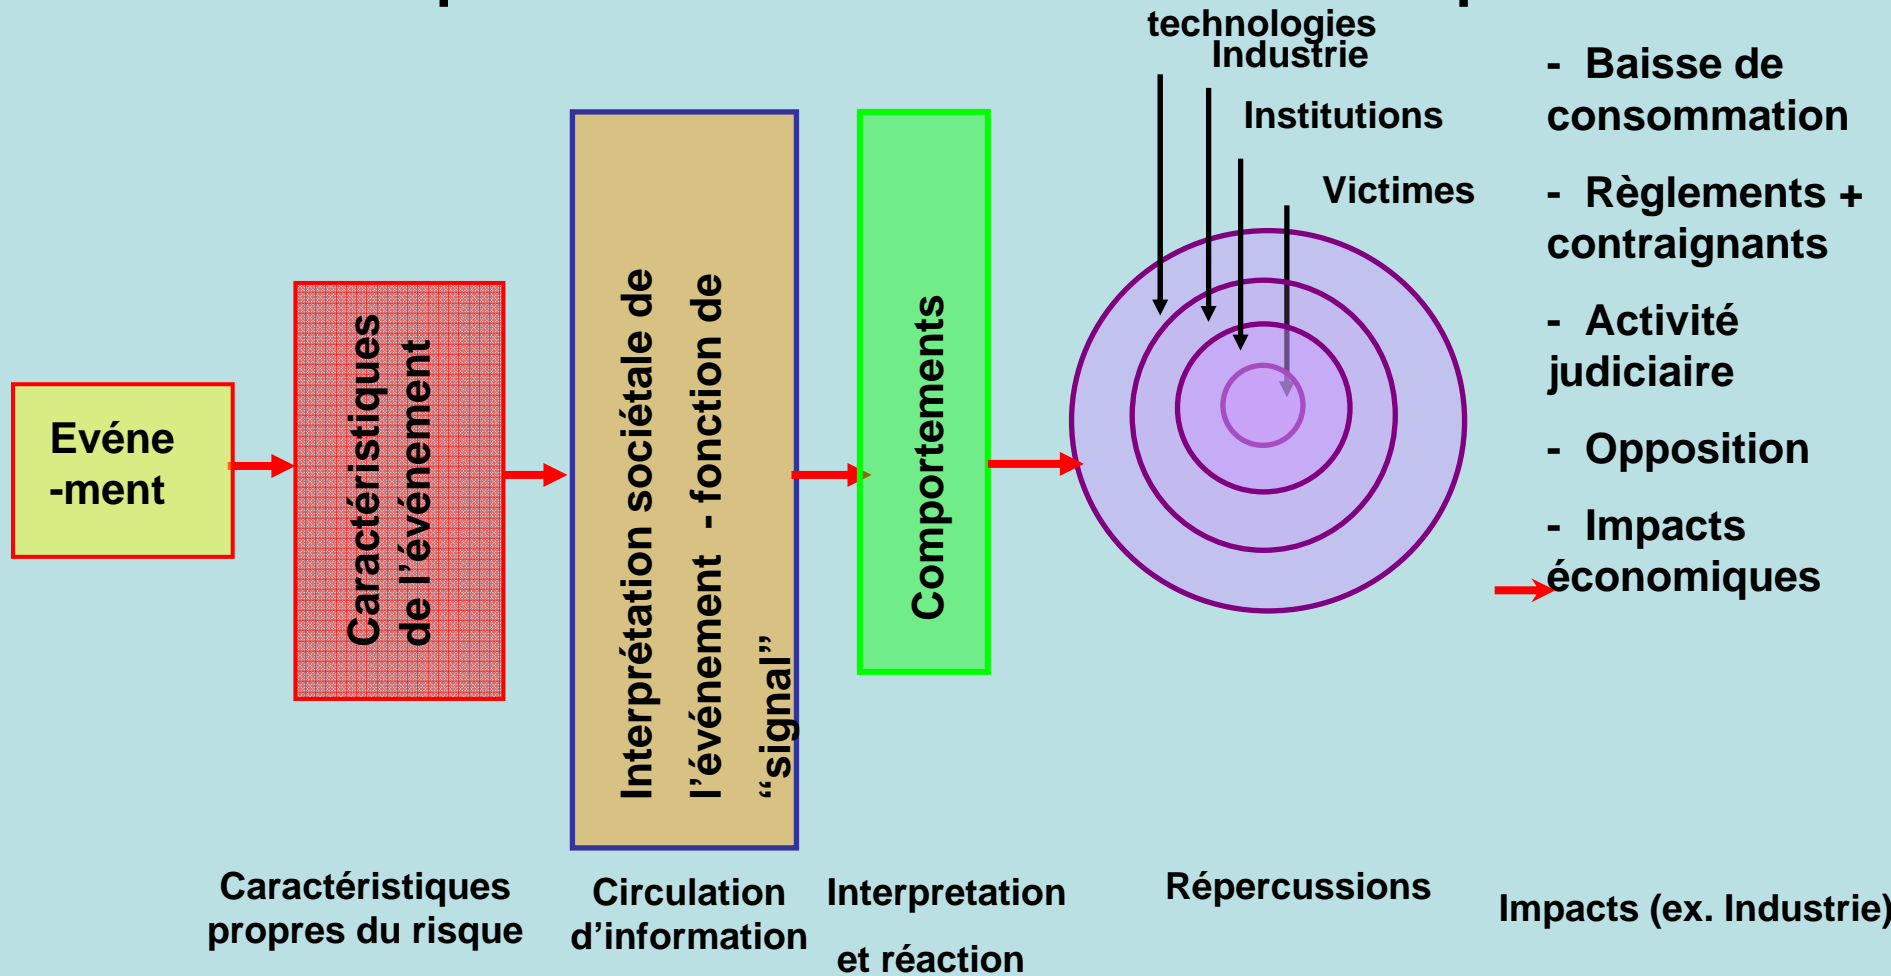 Evéne
-ment
Caractéristiques
de l'événement
Interprétation sociétale de
l'événement - fonction de
“signal”
Comportements
technologies
Industrie
Institutions
Victimes
- Baisse de
consommation
- Règlements +
contraignants
- Activité
judiciaire
- Opposition
- Impacts
économiques
Caractéristiques
propres du risque
Circulation
d’information
Interpretation
et réaction
Répercussions
Impacts (ex. Industrie)